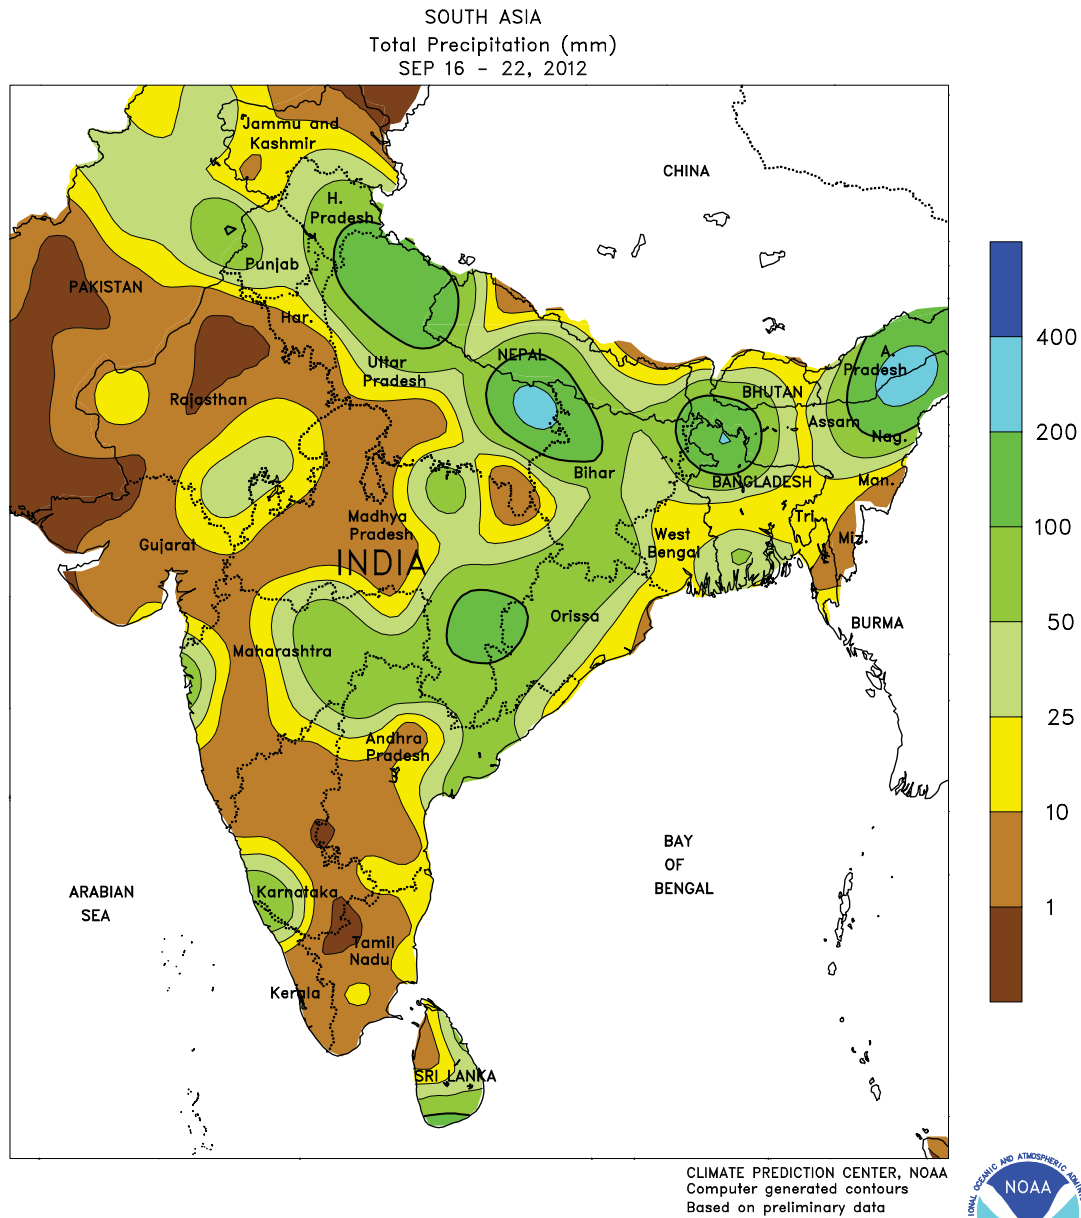 SOUTH ASIA
Total Precipitation (mm)
SEP 16 - 22, 2012
Jammu and
Kashmir
CHINA
H.
Pradesh
Punjab
PAKISTAN
Har.
400
A.
Pradesh
NEPAL
Uttar
Pradesh
BHUTAN
Rajasthan
Assam
200
Nag.
Bihar
BANGLADESH
Man.
Madhya
Pradesh
Tri.
100
West
Bengal
Miz.
Gujarat
INDIA
Orissa
BURMA
50
Maharashtra
25
Andhra
Pradesh
10
BAY
OF
BENGAL
ARABIAN
SEA
Karnataka
1
Tamil
Nadu
Kerala
SRI LANKA
CLIMATE PREDICTION CENTER, NOAA
Computer generated contours
Based on preliminary data
OCEANIC AND ATMOSPHERIC
NOAA